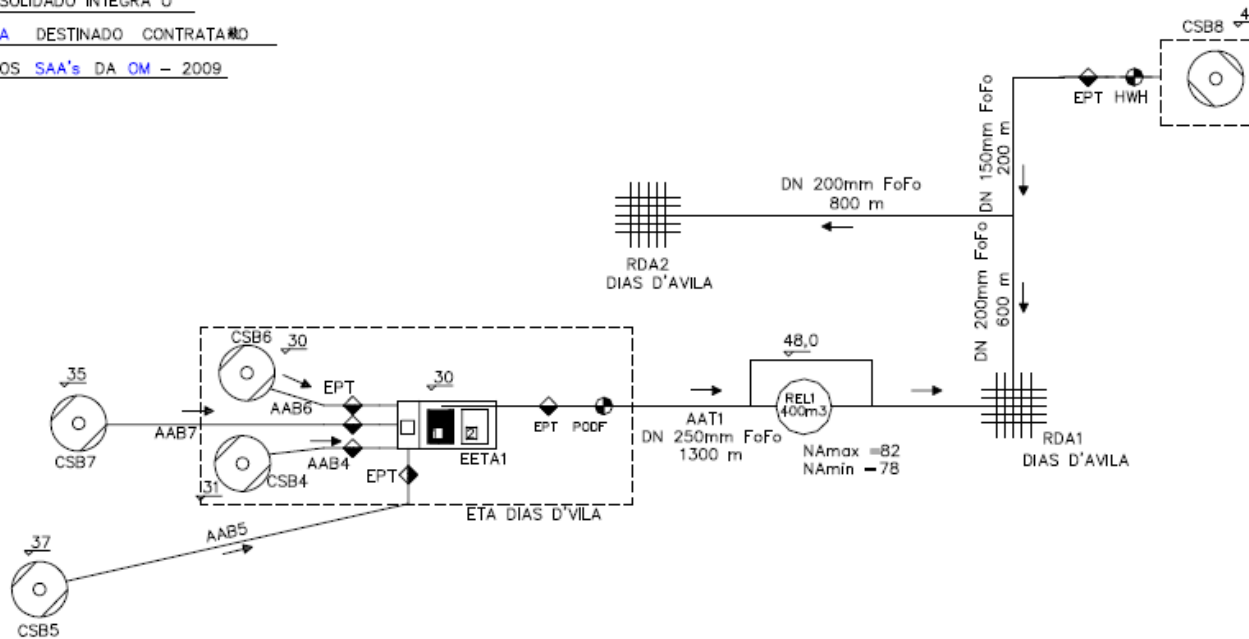 SOLIDADO INTEGRA O
A DESTINADO CONTRATA O
OS SAA's DA OM – 2009
CSB8
EPT HWH
DN 150mm FoFo
200 m
DN 200mm FoFo
800 m
RDA2
DIAS D'AVILA
DN 200mm FoFo
600 m
CSB6
30
EPT
AAB6
35
CSB7
AAB7
30
1
2
EETA1
AAB4
CSB4
31
EPT
EPT PODF
ETA DIAS D'VILA
AAT1
DN 250mm FoFo
1300 m
48,0
REL1
400m3
NAmax =82
NAmin –78
RDA1
DIAS D'AVILA
37
CSB5
AAB5